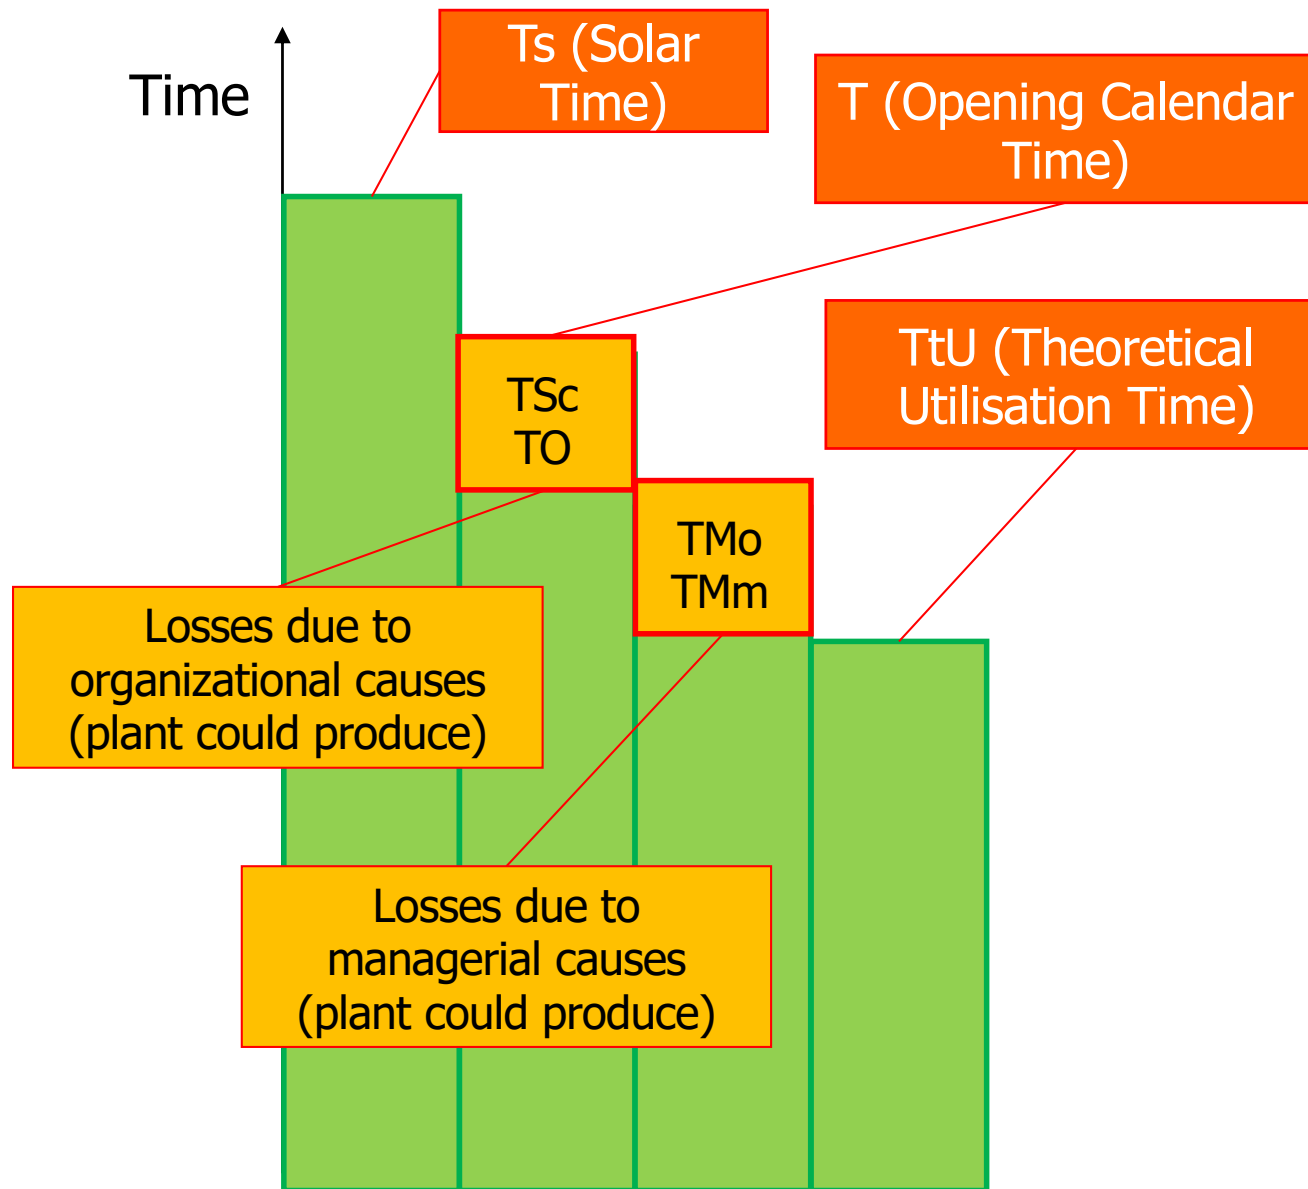 Time
Ts (Solar
Time)
T (Opening Calendar
Time)
TtU (Theoretical
Utilisation Time)
TSc
TO
TMo
TMm
Losses due to
organizational causes
(plant could produce)
Losses due to
managerial causes
(plant could produce)